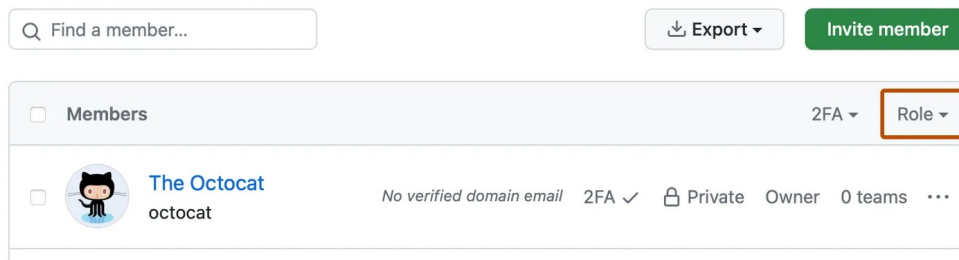 Find a member...
Export
Invite member
Members
2FA
Role
The Octocat
octocat
No verified domain email
2FA
Private
Owner
0 teams